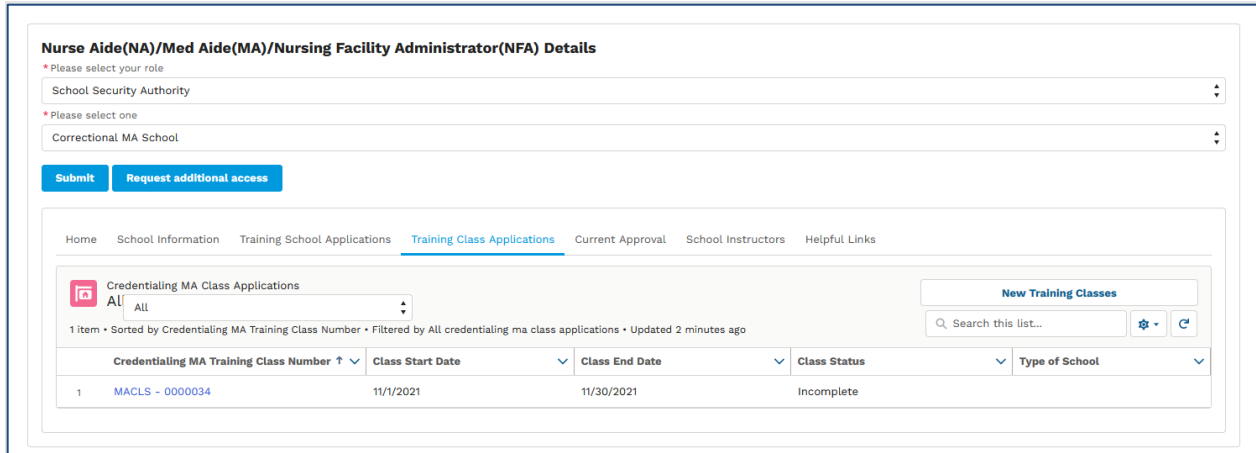 Nurse Aide(NA)/Med Aide(MA)/Nursing Facility Administrator(NFA) Details
* Please select your role
School Security Authority
* Please select one
Correctional MA School
Submit Request additional access
Home School Information Training School Applications Training Class Applications Current Approval School Instructors Helpful Links
Credentialing MA Class Applications
All All
New Training Classes
1 item • Sorted by Credentialing MA Training Class Number • Filtered by All credentialing ma class applications • Updated 2 minutes ago
Search this list...
Credentialing MA Training Class Number ↑ Class Start Date Class End Date Class Status Type of School
1 MACLS - 0000034 11/1/2021 11/30/2021 Incomplete